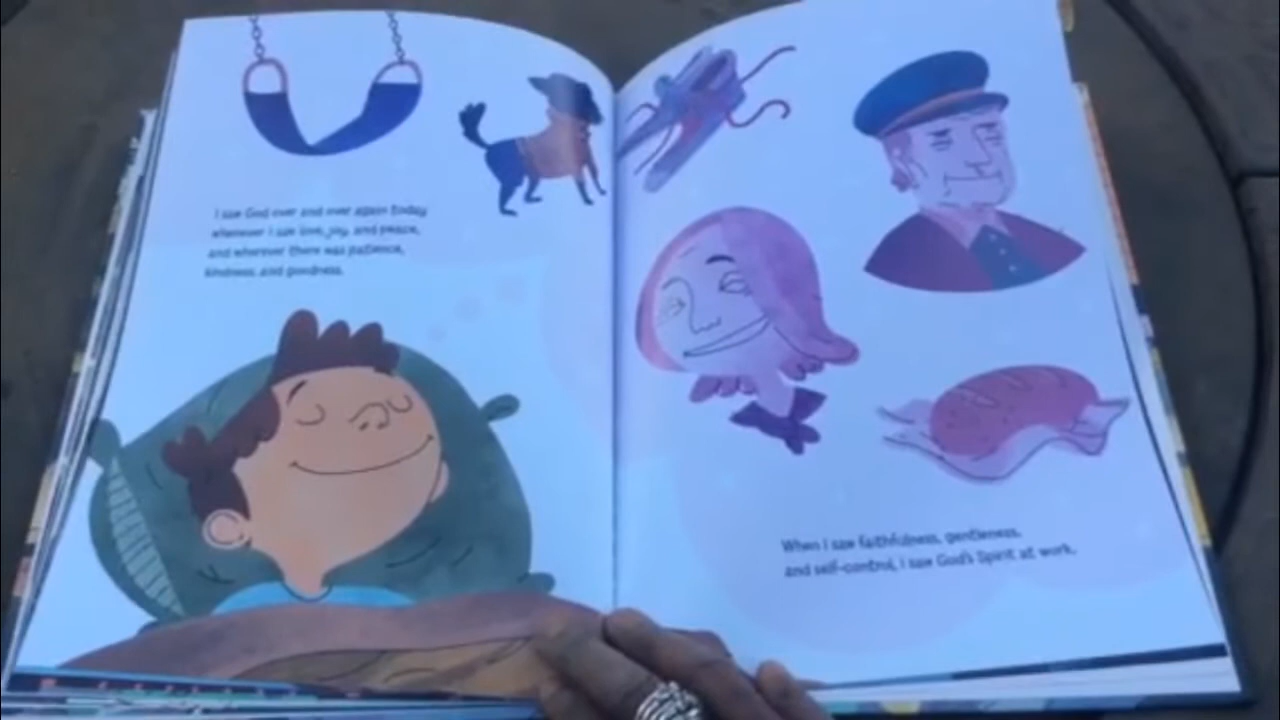 I saw God over and over again today
wherever I saw love, joy, and peace,
and wherever there was patience,
kindness, and goodness.
When I saw faithfulness, gentleness,
and self-control, I saw God's Spirit at work.